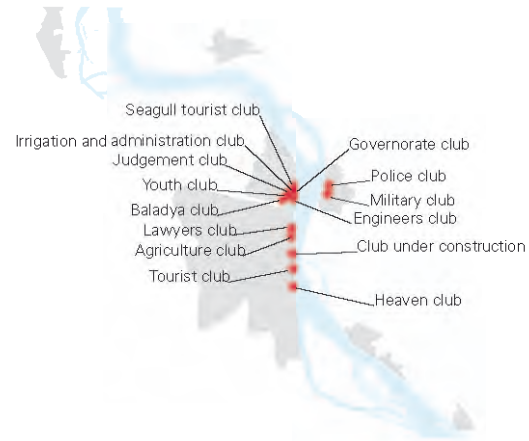 Seagull tourist club
Irrigation and administration club
Governorate club
Judgement club
Police club
Youth club
Military club
Baladya club
Engineers club
Lawyers club
Agriculture club
Club under construction
Tourist club
Heaven club